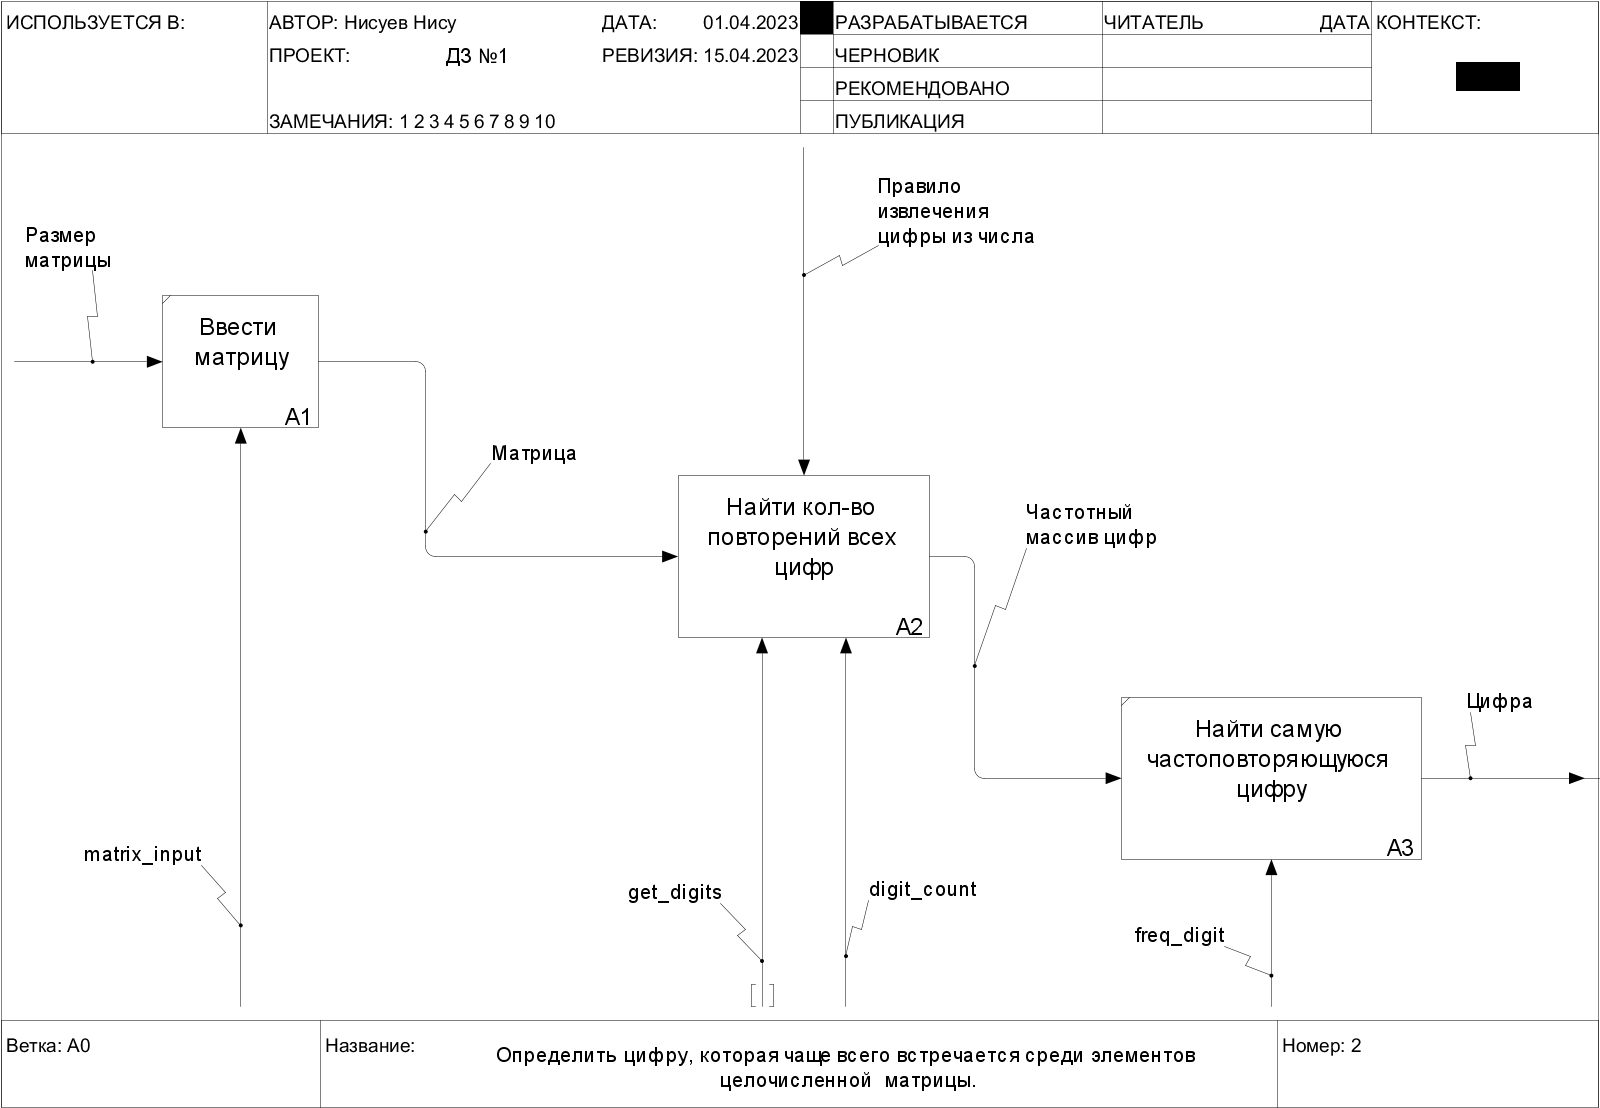 ИСПОЛЬЗУЕТСЯ В:
АВТОР: Нисуев Нису
ДАТА: 01.04.2023
РАЗРАБАТЫВАЕТСЯ
ЧИТАТЕЛЬ
ДАТА
КОНТЕКСТ:
ПРОЕКТ: ДЗ №1
РЕВИЗИЯ: 15.04.2023
ЧЕРНОВИК
РЕКОМЕНДОВАНО
ЗАМЕЧАНИЯ: 1 2 3 4 5 6 7 8 9 10
ПУБЛИКАЦИЯ
Правило
извлечения
цифры из числа
Размер
матрицы
Ввести
матрицу
A1
Матрица
Найти кол-во
повторений всех
цифр
A2
Частотный
массив цифр
Цифра
Найти самую
частоповторяющуюся
цифру
A3
matrix_input
get_digits
digit_count
freq_digit
Ветка: A0
Название:
Определить цифру, которая чаще всего встречается среди элементов
целочисленной матрицы.
Номер: 2